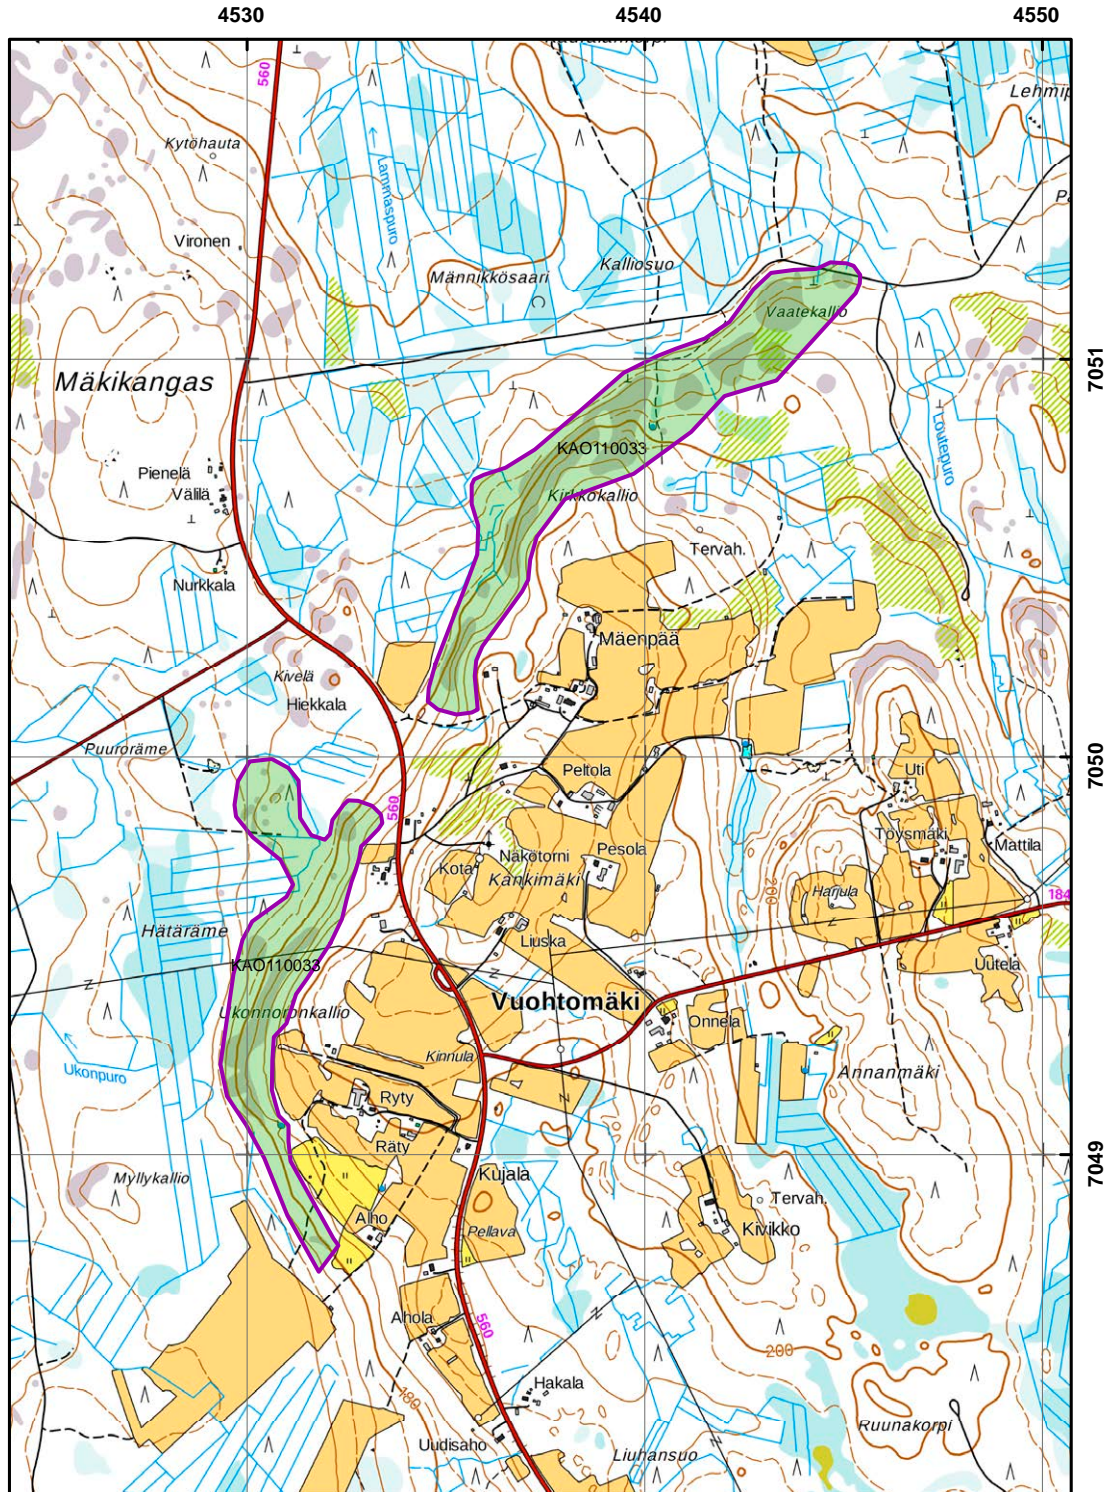 4530 4540 4550
560
Kytöhauta
Lehmip
Lammaspuro
Vironen
Kalliosuo
Männikkösaari
Vaatekallio
Mäkikangas
7051
Loutepuro
KAO110033
Pienelä
Välilä
Kirkkokallio
Tervah.
Nurkkala
Mäenpää
Kivelä
Hiekkala
Puuroräme
7050
Peltola
Uti
560
Töysmäki
Mattila
Näkötorni
Pesola
Kota
Kankimäki
Harjula
200
184
Hätäräme
Liuska
KAO110033
Uutela
Vuohtomäki
Ukonnoronkallio
Onnela
Kinnula
Ukonpuro
Annanmäki
Ryty
Räty
7049
Kujala
Myllykallio
Tervah.
Alho
Kivikko
Pellava
Ahola
560
200
Hakala
180
Ruunakorpi
Uudisaho
Liuhansuo